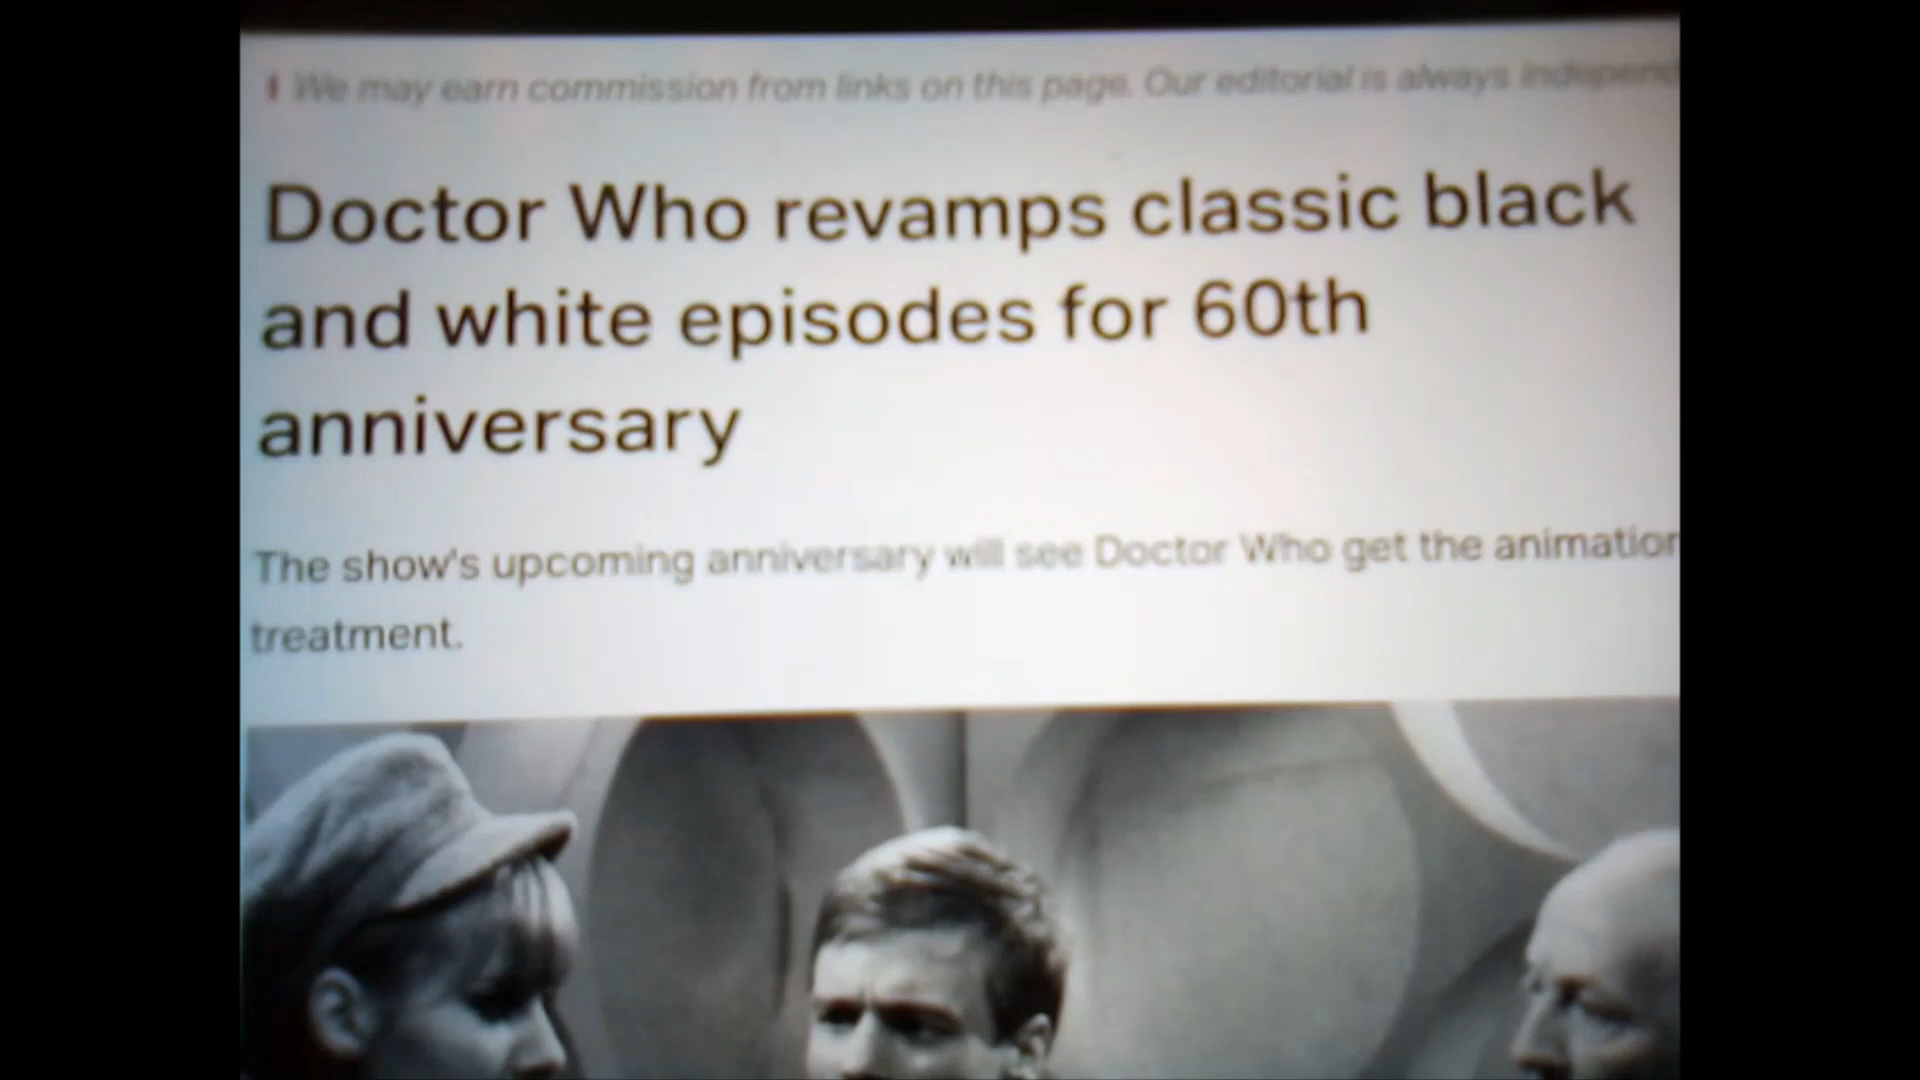 We may earn commission from links on this page. Our editorial is always independ
Doctor Who revamps classic black
and white episodes for 60th
anniversary
The show's upcoming anniversary will see Doctor Who get the animation
treatment.